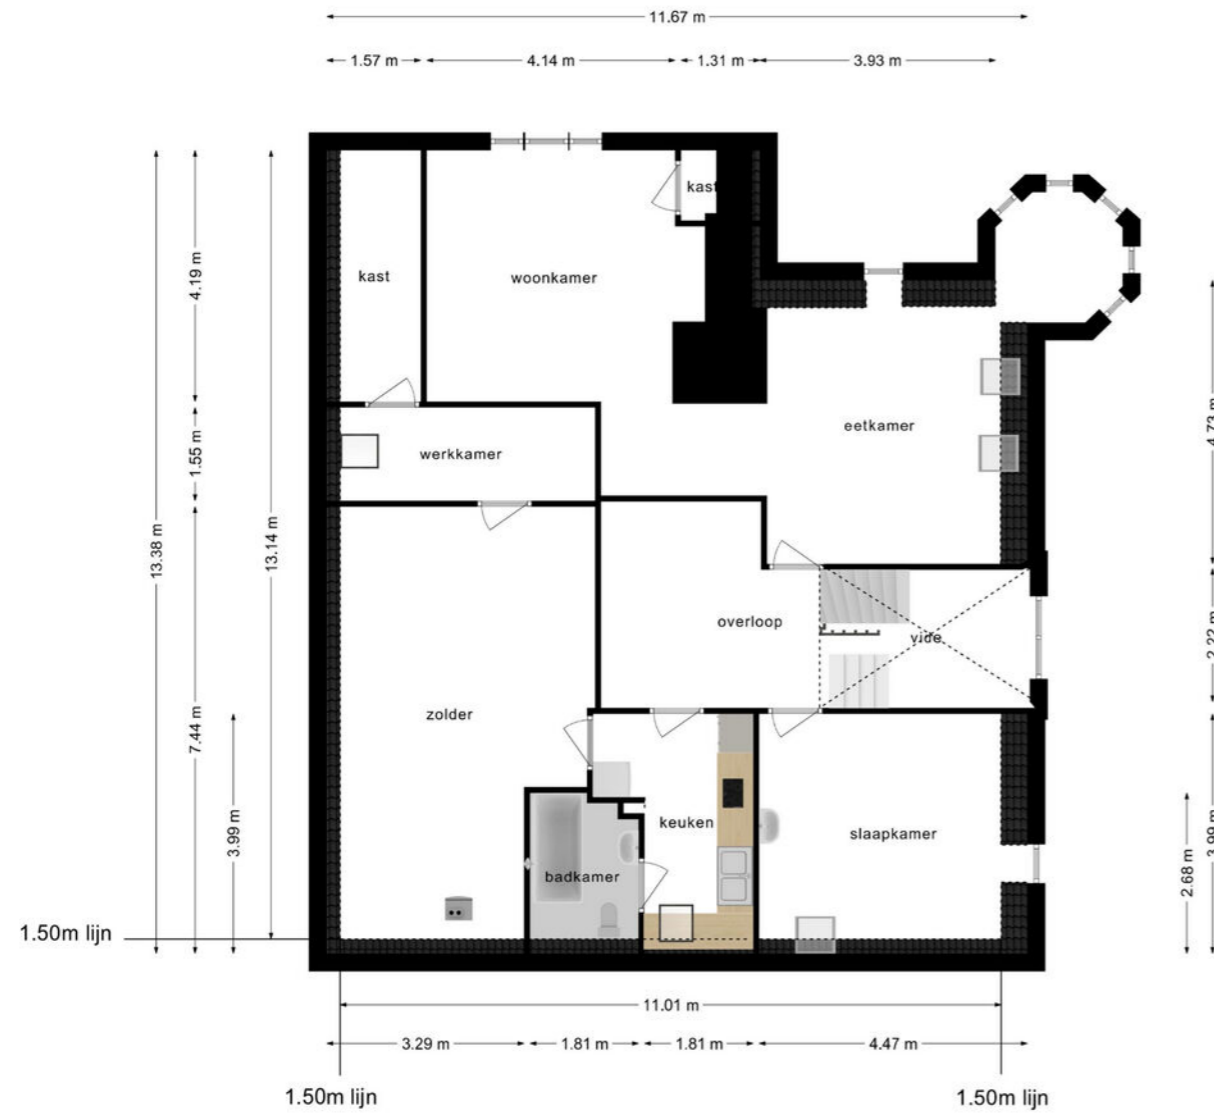 11.67 m
1.57 m
4.14 m
1.31 m
3.93 m
kast
kast
woonkamer
4.19 m
eetkamer
4.73 m
werkkamer
1.55 m
13.38 m
13.14 m
overloop
vide
2.22 m
zolder
7.44 m
3.99 m
keuken
slaapkamer
3.99 m
2.68 m
badkamer
1.50m lijn
11.01 m
3.29 m
1.81 m
1.81 m
4.47 m
1.50m lijn
1.50m lijn